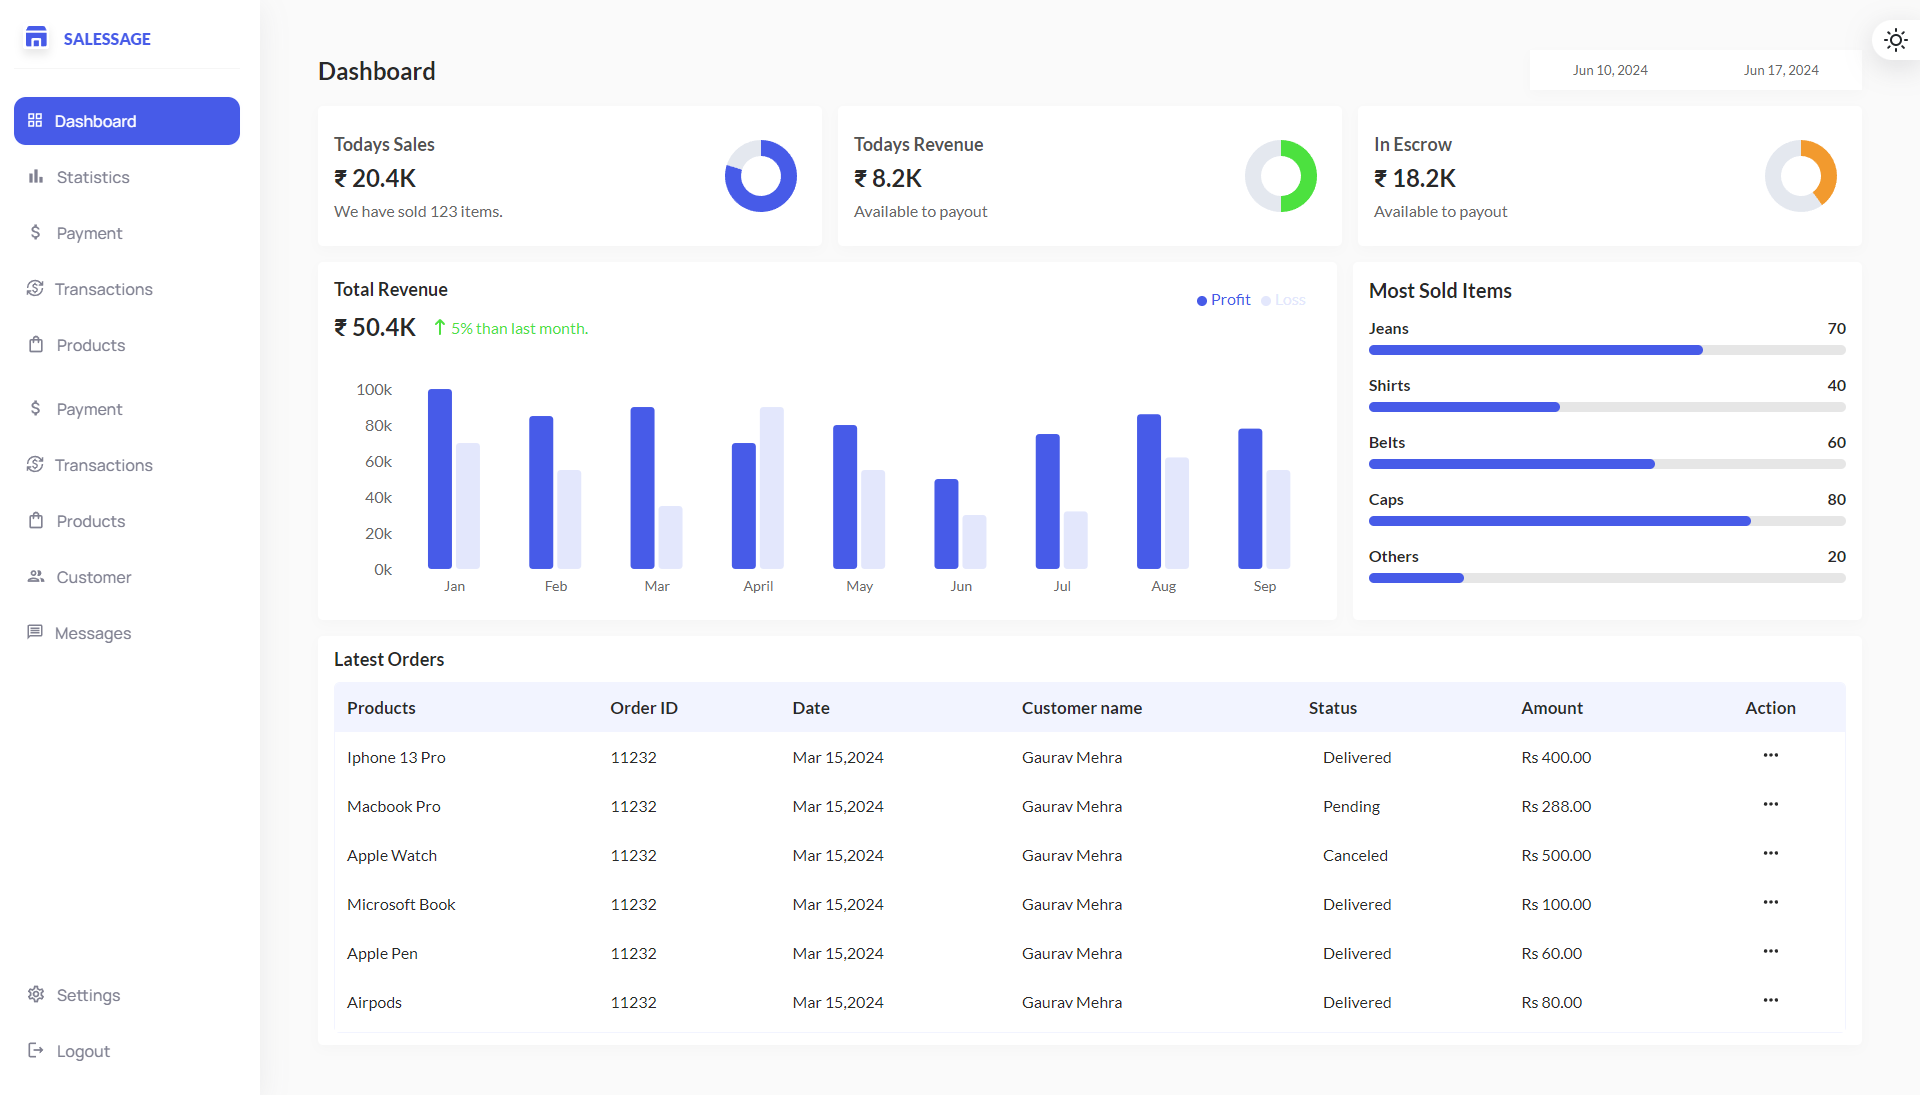 SALESSAGE
Dashboard
Statistics
Payment
Transactions
Products
Payment
Transactions
Products
Customer
Messages
Settings
Logout
Dashboard
Jun 10, 2024 Jun 17, 2024
Todays Sales
₹ 20.4K
We have sold 123 items.
Todays Revenue
₹ 8.2K
Available to payout
In Escrow
₹ 18.2K
Available to payout
Total Revenue
₹ 50.4K 5% than last month.
Profit Loss
100k
80k
60k
40k
20k
0k
Jan Feb Mar April May Jun Jul Aug Sep
Most Sold Items
Jeans 70
Shirts 40
Belts 60
Caps 80
Others 20
Latest Orders
Products Order ID Date Customer name Status Amount Action
Iphone 13 Pro 11232 Mar 15,2024 Gaurav Mehra Delivered Rs 400.00
Macbook Pro 11232 Mar 15,2024 Gaurav Mehra Pending Rs 288.00
Apple Watch 11232 Mar 15,2024 Gaurav Mehra Canceled Rs 500.00
Microsoft Book 11232 Mar 15,2024 Gaurav Mehra Delivered Rs 100.00
Apple Pen 11232 Mar 15,2024 Gaurav Mehra Delivered Rs 60.00
Airpods 11232 Mar 15,2024 Gaurav Mehra Delivered Rs 80.00